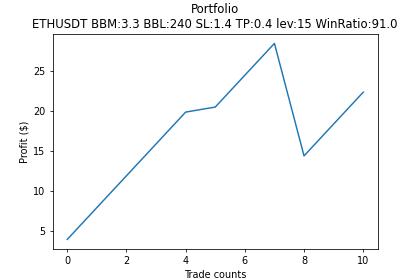 Portfolio
ETHUSDT BBM:3.3 BBL:240 SL:1.4 TP:0.4 lev:15 WinRatio:91.0
25
20
15
10
5
Profit ($)
0 2 4 6 8 10
Trade counts